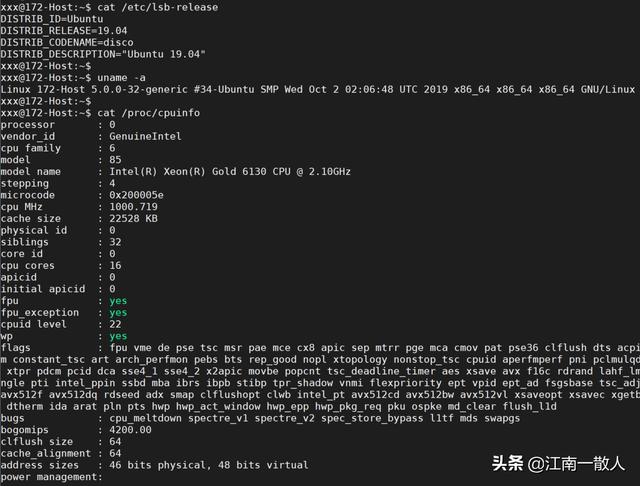 xxx@172-Host:~$ cat /etc/lsb-release
DISTRIB_ID=Ubuntu
DISTRIB_RELEASE=19.04
DISTRIB_CODENAME=disco
DISTRIB_DESCRIPTION="Ubuntu 19.04"
xxx@172-Host:~$
xxx@172-Host:~$ uname -a
Linux 172-Host 5.0.0-32-generic #34-Ubuntu SMP Wed Oct 2 02:06:48 UTC 2019 x86_64 x86_64 x86_64 GNU/Linux
xxx@172-Host:~$
xxx@172-Host:~$ cat /proc/cpuinfo
processor : 0
vendor_id : GenuineIntel
cpu family : 6
model : 85
model name : Intel(R) Xeon(R) Gold 6130 CPU @ 2.10GHz
stepping : 4
microcode : 0x200005e
cpu MHz : 1000.719
cache size : 22528 KB
physical id : 0
siblings : 32
core id : 0
cpu cores : 16
apicid : 0
initial apicid : 0
fpu : yes
fpu_exception : yes
cpuid level : 22
wp : yes
flags : fpu vme de pse tsc msr pae mce cx8 apic sep mtrr pge mca cmov pat pse36 clflush dts acpi
m constant_tsc art arch_perfmon pebs bts rep_good nopl xtopology nonstop_tsc cpuid aperfmperf pni pclmulqd
xtpr pdcm pcid dca sse4_1 sse4_2 x2apic movbe popcnt tsc_deadline_timer aes xsave avx f16c rdrand lahf_lm
ngle pti intel_ppin ssbd mba ibrs ibpb stibp tpr_shadow vnmi flexpriority ept vpid ept_ad fsgsbase tsc_adj
avx512f avx512dq rdseed adx smap clflushopt clwb intel_pt avx512cd avx512bw avx512vl xsaveopt xsavec xgetb
dtherm ida arat pln pts hwp hwp_act_window hwp_epp hwp_pkg_req pku ospke md_clear flush_l1d
bugs : cpu_meltdown spectre_v1 spectre_v2 spec_store_bypass l1tf mds swapgs
bogomips : 4200.00
clflush size : 64
cache_alignment : 64
address sizes : 46 bits physical, 48 bits virtual
power management:
头条 @江南一散人